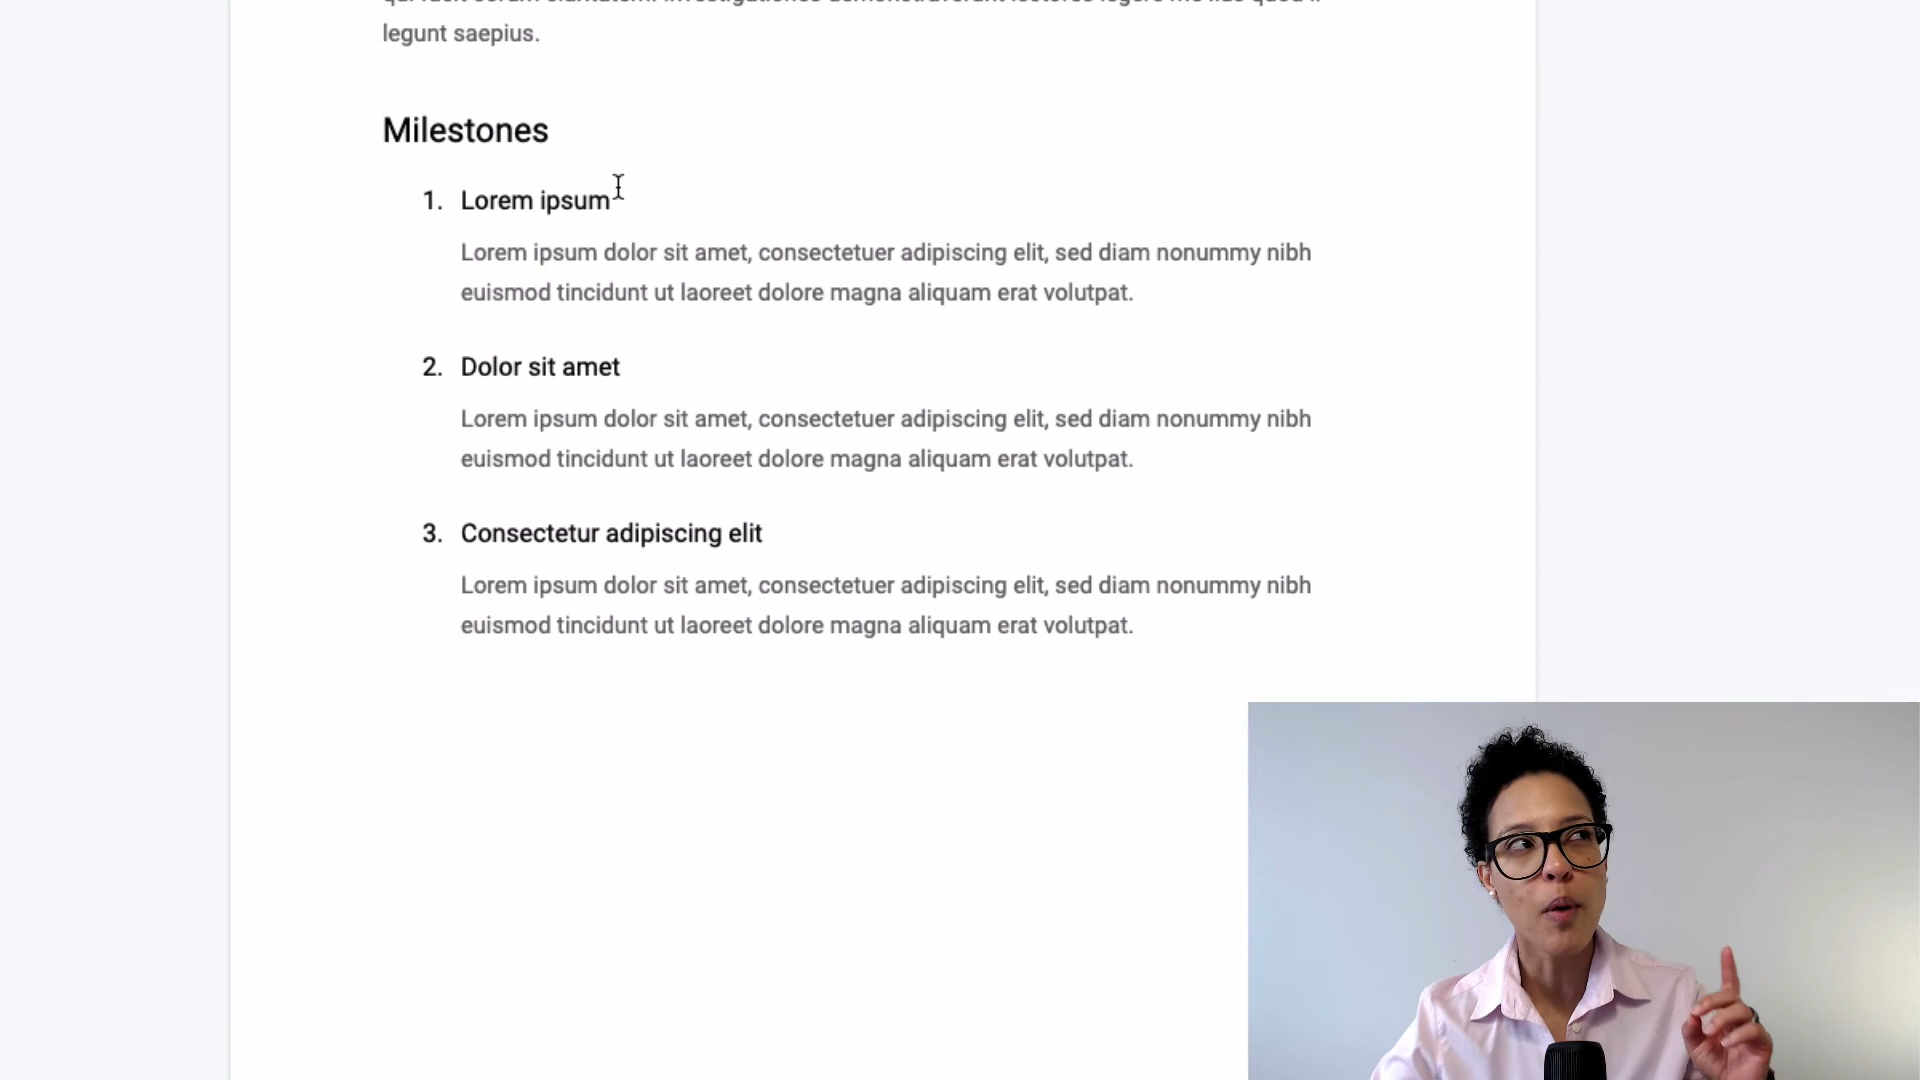 legunt saepius.
Milestones
1. Lorem ipsum
Lorem ipsum dolor sit amet, consectetuer adipiscing elit, sed diam nonummy nibh
euismod tincidunt ut laoreet dolore magna aliquam erat volutpat.
2. Dolor sit amet
Lorem ipsum dolor sit amet, consectetuer adipiscing elit, sed diam nonummy nibh
euismod tincidunt ut laoreet dolore magna aliquam erat volutpat.
3. Consectetur adipiscing elit
Lorem ipsum dolor sit amet, consectetuer adipiscing elit, sed diam nonummy nibh
euismod tincidunt ut laoreet dolore magna aliquam erat volutpat.